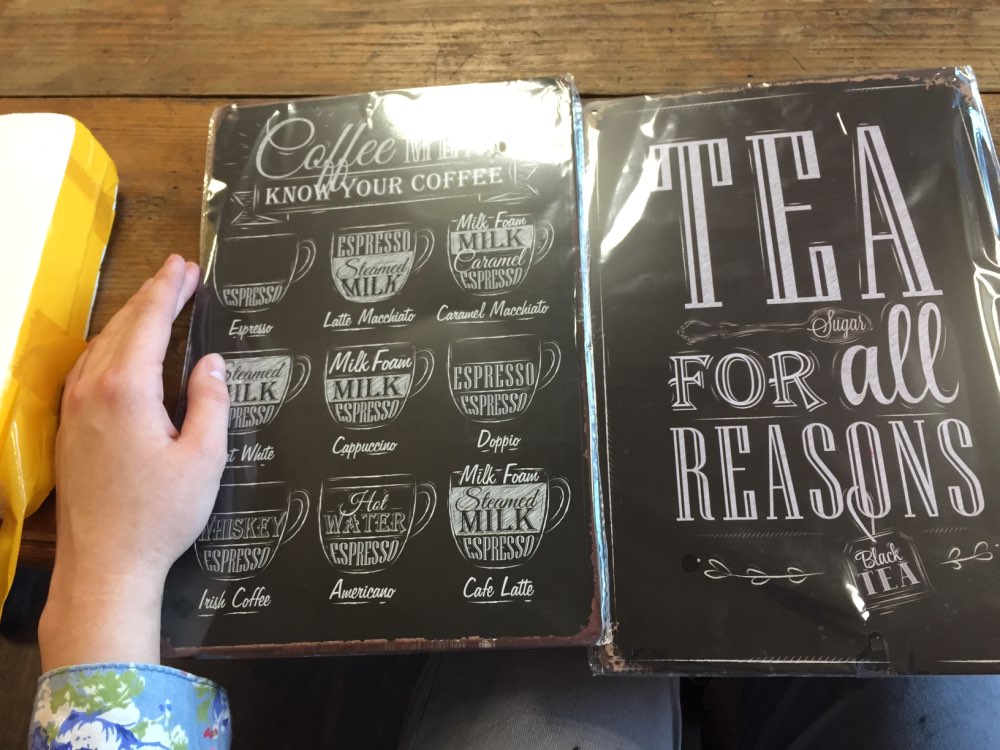 Coffee
KNOW YOUR COFFEE
ESPRESSO
Espresso
ESPRESSO
Steamed
MILK
Latte Macchiato
Milk Foam
MILK
Caramel
ESPRESSO
Caramel Macchiato
Steamed
MILK
ESPRESSO
White
Milk Foam
MILK
ESPRESSO
Cappuccino
ESPRESSO
ESPRESSO
Doppio
WHISKEY
ESPRESSO
Irish Coffee
Hot
WATER
ESPRESSO
Americano
Milk Foam
Steamed
MILK
ESPRESSO
Cafe Latte
TEA
Sugar
FOR all
REASONS
Black
TEA